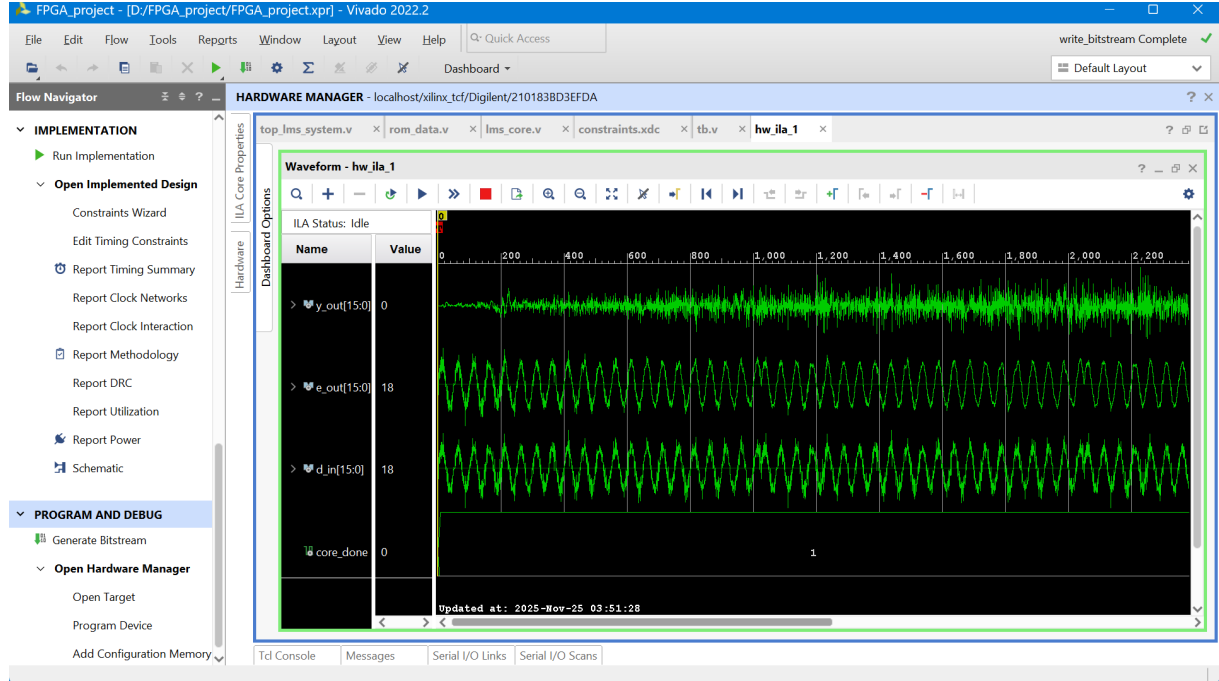 FPGA_project - [D:/FPGA_project/FPGA_project.xpr] - Vivado 2022.2
File Edit Flow Tools Reports Window Layout View Help Quick Access write_bitstream Complete
Dashboard Default Layout
Flow Navigator HARDWARE MANAGER - localhost/xilinx_tcf/Digilent/210183BD3EFDA
IMPLEMENTATION
Run Implementation
Open Implemented Design
Constraints Wizard
Edit Timing Constraints
Report Timing Summary
Report Clock Networks
Report Clock Interaction
Report Methodology
Report DRC
Report Utilization
Report Power
Schematic
PROGRAM AND DEBUG
Generate Bitstream
Open Hardware Manager
Open Target
Program Device
Add Configuration Memory
ILA Core Properties
Hardware
Dashboard Options
top_lms_system.v rom_data.v lms_core.v constraints.xdc tb.v hw_ila_1
Waveform - hw_ila_1
ILA Status: Idle 0
Name Value
0 200 400 600 800 1,000 1,200 1,400 1,600 1,800 2,000 2,200
y_out[15:0] 0
e_out[15:0] 18
d_in[15:0] 18
core_done 0 1
Updated at: 2025-Nov-25 03:51:28
Tcl Console Messages Serial I/O Links Serial I/O Scans